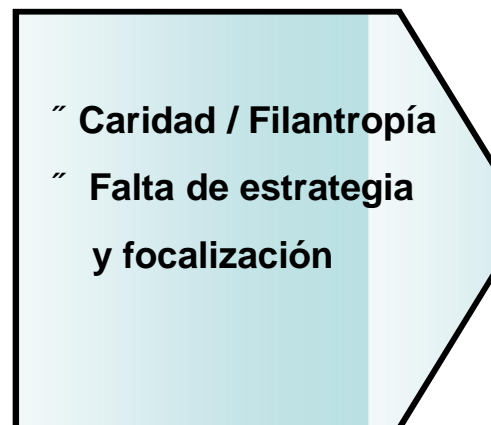 ˝ Caridad / Filantropía
˝ Falta de estrategia
y focalización